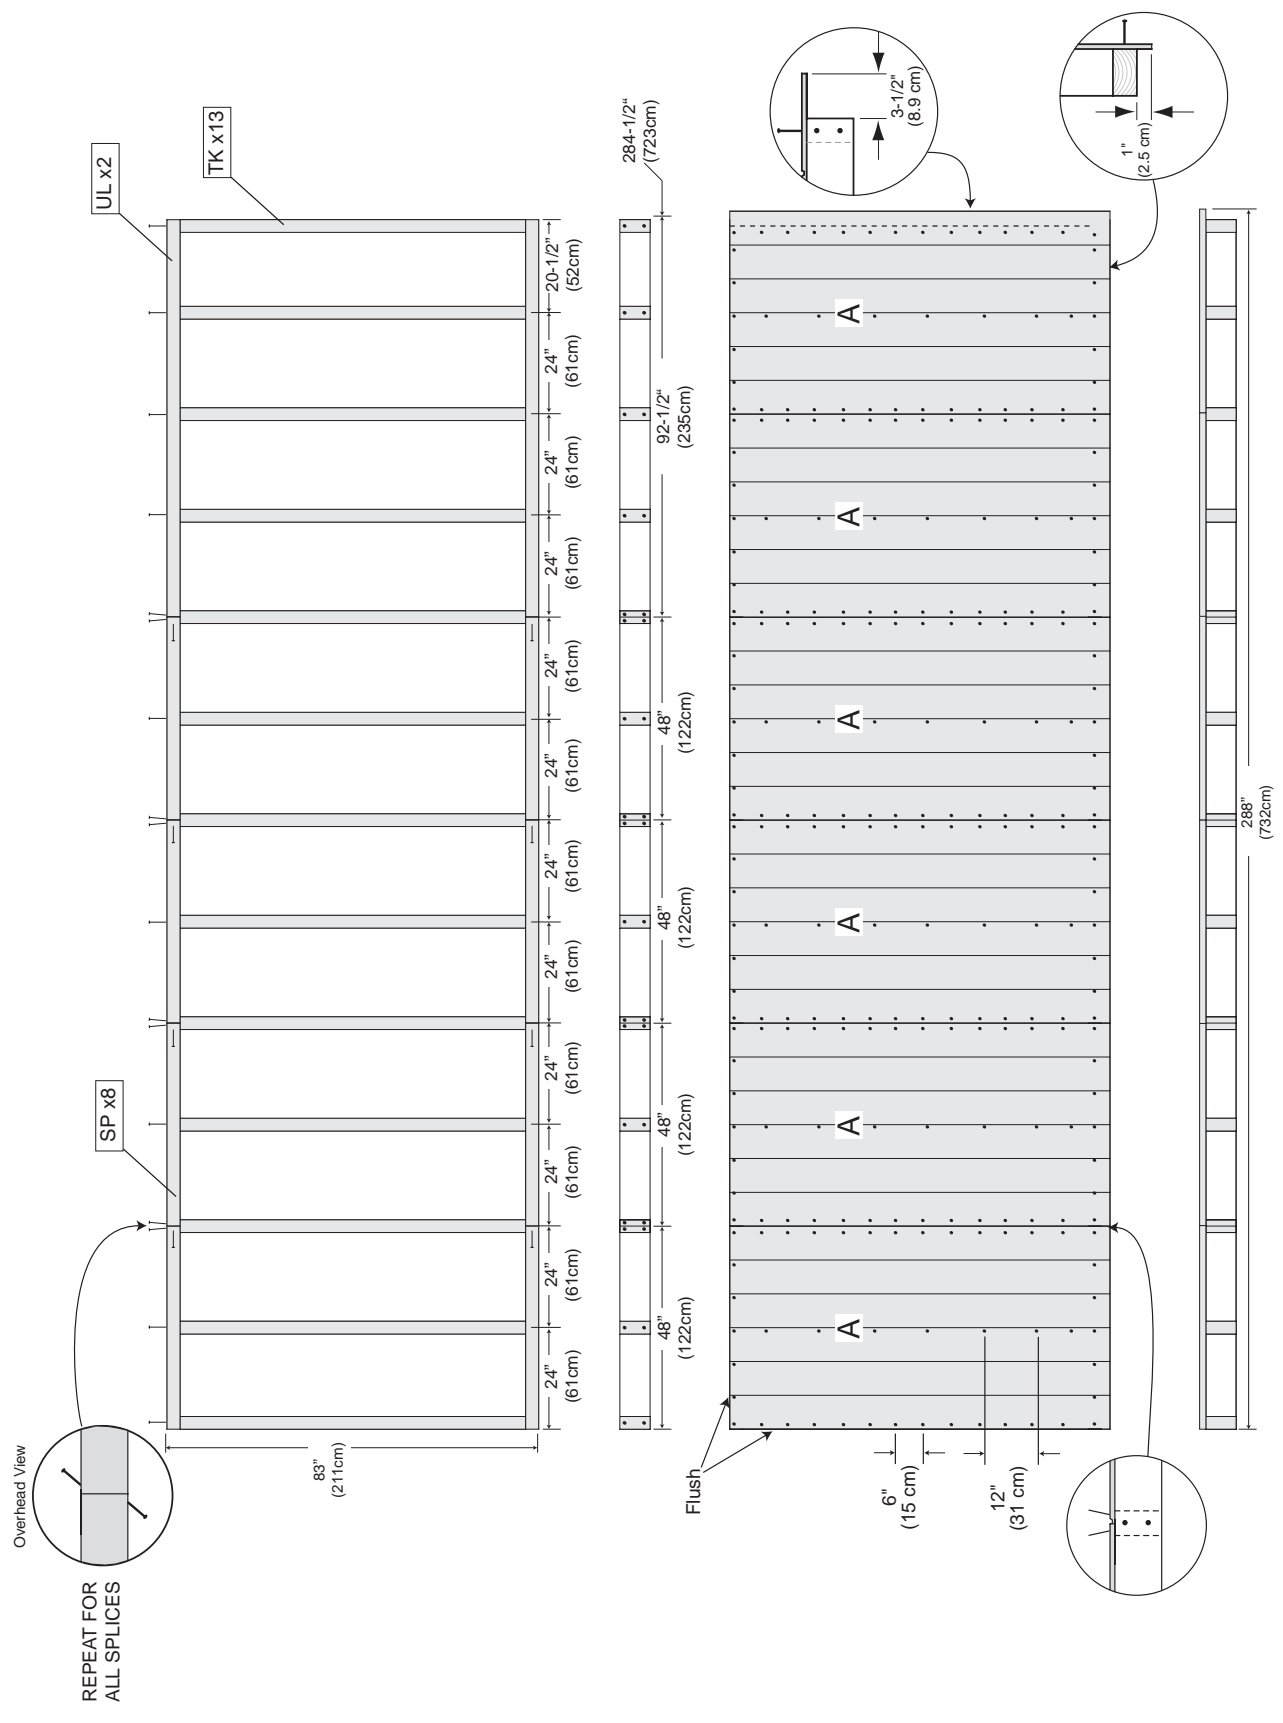 Overhead View
REPEAT FOR
ALL SPLICES
SP x8
UL x2
TK x13
83"
(211cm)
24"
(61cm)
24"
(61cm)
24"
(61cm)
24"
(61cm)
24"
(61cm)
24"
(61cm)
24"
(61cm)
24"
(61cm)
24"
(61cm)
24"
(61cm)
24"
(61cm)
20-1/2"
(52cm)
48"
(122cm)
48"
(122cm)
48"
(122cm)
48"
(122cm)
92-1/2“
(235cm)
284-1/2“
(723cm)
Flush
A
A
A
A
A
A
3-1/2"
(8.9 cm)
6"
(15 cm)
12"
(31 cm)
1"
(2.5 cm)
288"
(732cm)